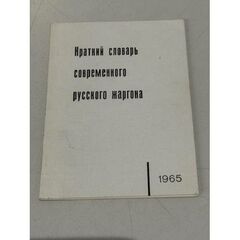 Краткий словарь
современного
русского жаргона
1965